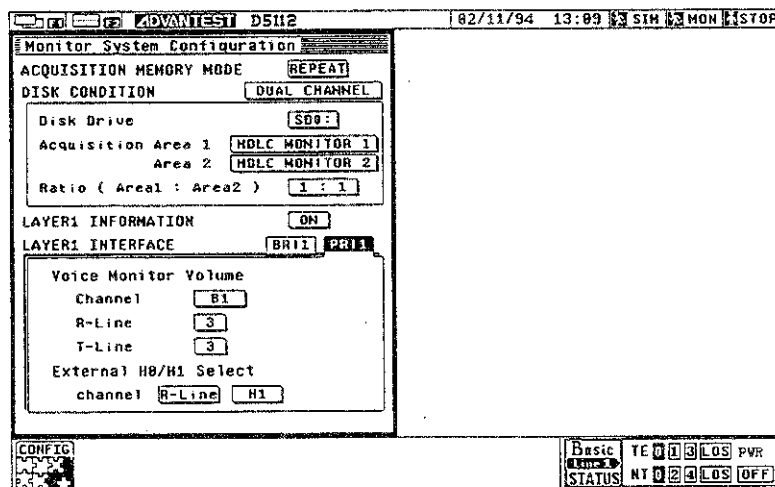 F1 F2 ADVANTEST D5112 02/11/94 13:09 SIM MON STOP
Monitor System Configuration
ACQUISITION MEMORY MODE REPEAT
DISK CONDITION DUAL CHANNEL
Disk Drive SD0:
Acquisition Area 1 HDLC MONITOR 1
Area 2 HDLC MONITOR 2
Ratio ( Area1 : Area2 ) 1 : 1
LAYER1 INFORMATION ON
LAYER1 INTERFACE BRI1 PRI1
Voice Monitor Volume
Channel B1
R-Line 3
T-Line 3
External H0/H1 Select
channel R-Line H1
CONFIG
Basic TE 0 1 3 LOS PWR
Line 1
STATUS NT 0 2 4 LOS OFF